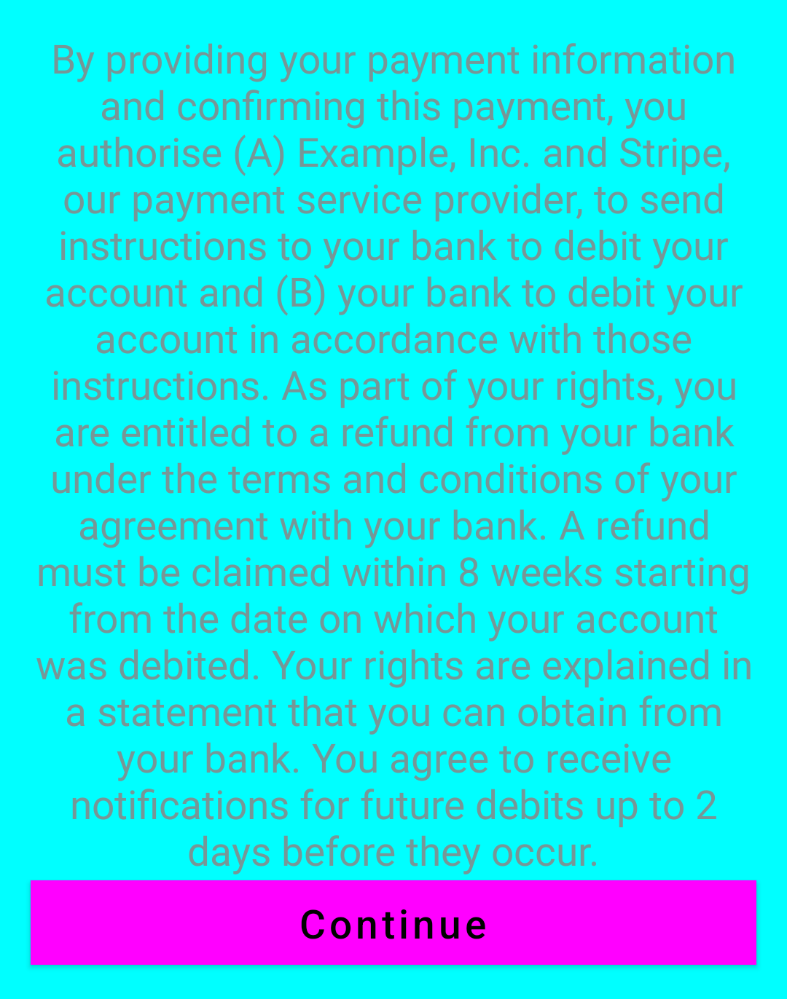 By providing your payment information
and confirming this payment, you
authorise (A) Example, Inc. and Stripe,
our payment service provider, to send
instructions to your bank to debit your
account and (B) your bank to debit your
account in accordance with those
instructions. As part of your rights, you
are entitled to a refund from your bank
under the terms and conditions of your
agreement with your bank. A refund
must be claimed within 8 weeks starting
from the date on which your account
was debited. Your rights are explained in
a statement that you can obtain from
your bank. You agree to receive
notifications for future debits up to 2
days before they occur.
Continue